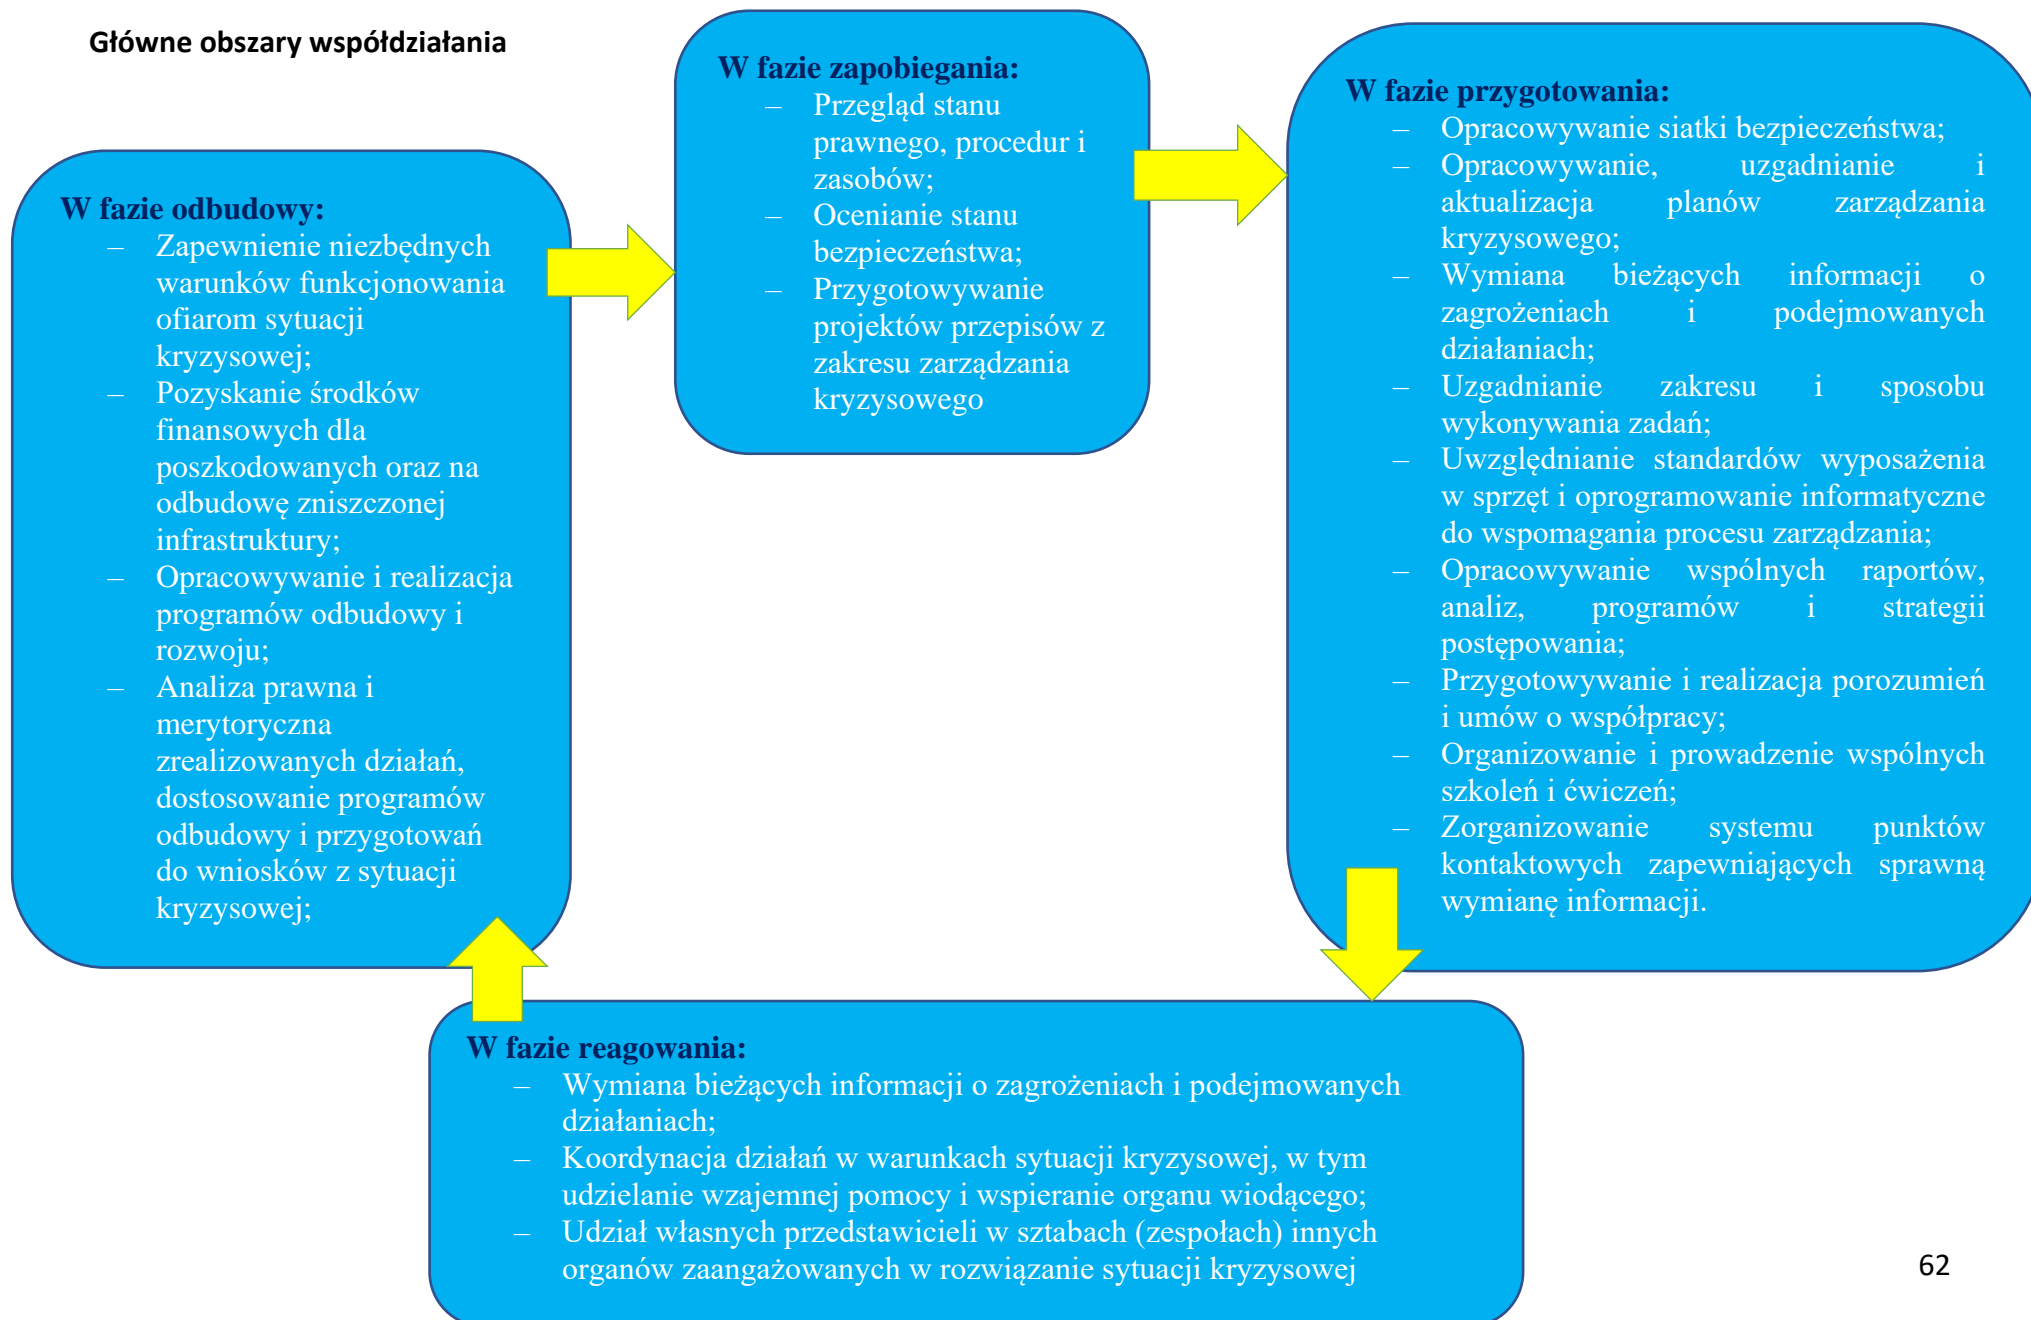 Główne obszary współdziałania
W fazie zapobiegania:
– Przegląd stanu
prawnego, procedur i
zasobów;
– Ocenianie stanu
bezpieczeństwa;
– Przygotowywanie
projektów przepisów z
zakresu zarządzania
kryzysowego
W fazie przygotowania:
– Opracowywanie siatki bezpieczeństwa;
– Opracowywanie, uzgadnianie i
aktualizacja planów zarządzania
kryzysowego;
– Wymiana bieżących informacji o
zagrożeniach i podejmowanych
działaniach;
– Uzgadnianie zakresu i sposobu
wykonywania zadań;
– Uwzględnianie standardów wyposażenia
w sprzęt i oprogramowanie informatyczne
do wspomagania procesu zarządzania;
– Opracowywanie wspólnych raportów,
analiz, programów i strategii
postępowania;
– Przygotowywanie i realizacja porozumień
i umów o współpracy;
– Organizowanie i prowadzenie wspólnych
szkoleń i ćwiczeń;
– Zorganizowanie systemu punktów
kontaktowych zapewniających sprawną
wymianę informacji.
W fazie odbudowy:
– Zapewnienie niezbędnych
warunków funkcjonowania
ofiarom sytuacji
kryzysowej;
– Pozyskanie środków
finansowych dla
poszkodowanych oraz na
odbudowę zniszczonej
infrastruktury;
– Opracowywanie i realizacja
programów odbudowy i
rozwoju;
– Analiza prawna i
merytoryczna
zrealizowanych działań,
dostosowanie programów
odbudowy i przygotowań
do wniosków z sytuacji
kryzysowej;
W fazie reagowania:
– Wymiana bieżących informacji o zagrożeniach i podejmowanych
działaniach;
– Koordynacja działań w warunkach sytuacji kryzysowej, w tym
udzielanie wzajemnej pomocy i wspieranie organu wiodącego;
– Udział własnych przedstawicieli w sztabach (zespołach) innych
organów zaangażowanych w rozwiązanie sytuacji kryzysowej
62